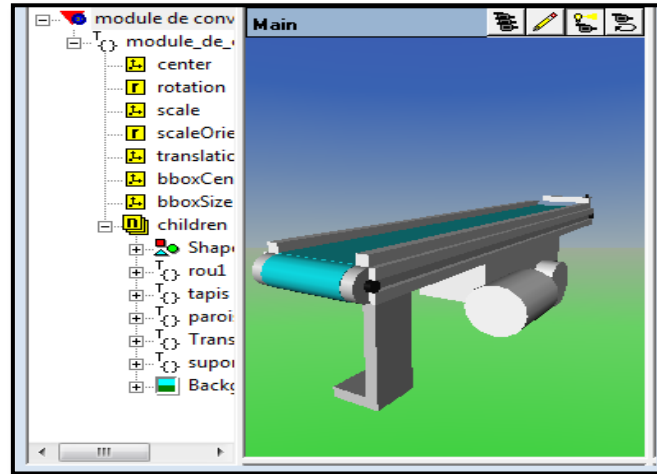 module de conv
Main
module_de_
center
rotation
scale
scaleOrie
translatic
bboxCen
bboxSize
children
Shape
rou1
tapis
parois
Trans
supor
Backg